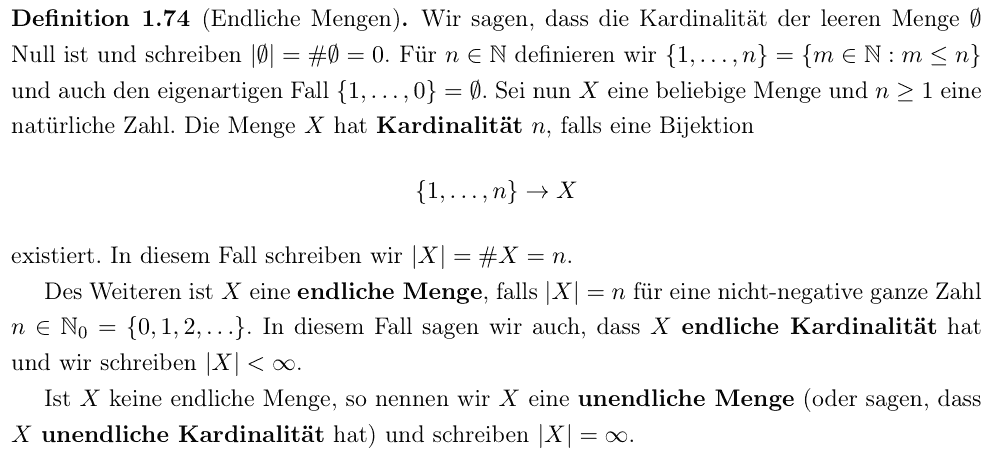 Definition 1.74 (Endliche Mengen). Wir sagen, dass die Kardinalität der leeren Menge ∅
Null ist und schreiben |∅| = #∅ = 0. Für n ∈ ℕ definieren wir {1, . . . , n} = {m ∈ ℕ : m ≤ n}
und auch den eigenartigen Fall {1, . . . , 0} = ∅. Sei nun X eine beliebige Menge und n ≥ 1 eine
natürliche Zahl. Die Menge X hat Kardinalität n, falls eine Bijektion
{1, . . . , n} → X
existiert. In diesem Fall schreiben wir |X| = #X = n.
Des Weiteren ist X eine endliche Menge, falls |X| = n für eine nicht-negative ganze Zahl
n ∈ ℕ₀ = {0, 1, 2, . . .}. In diesem Fall sagen wir auch, dass X endliche Kardinalität hat
und wir schreiben |X| < ∞.
Ist X keine endliche Menge, so nennen wir X eine unendliche Menge (oder sagen, dass
X unendliche Kardinalität hat) und schreiben |X| = ∞.